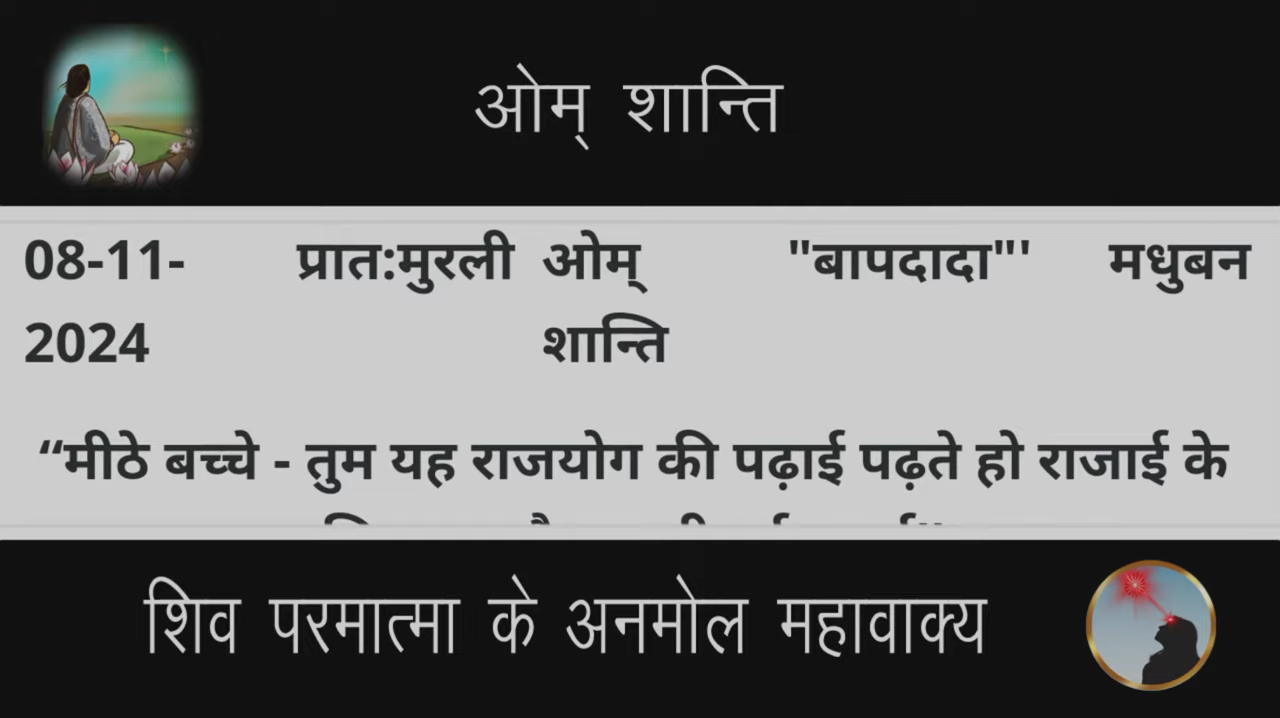 ओम् शान्ति
08-11-2024 प्रात:मुरली ओम् शान्ति "बापदादा"' मधुबन
“मीठे बच्चे - तुम यह राजयोग की पढ़ाई पढ़ते हो राजाई के
शिव परमात्मा के अनमोल महावाक्य